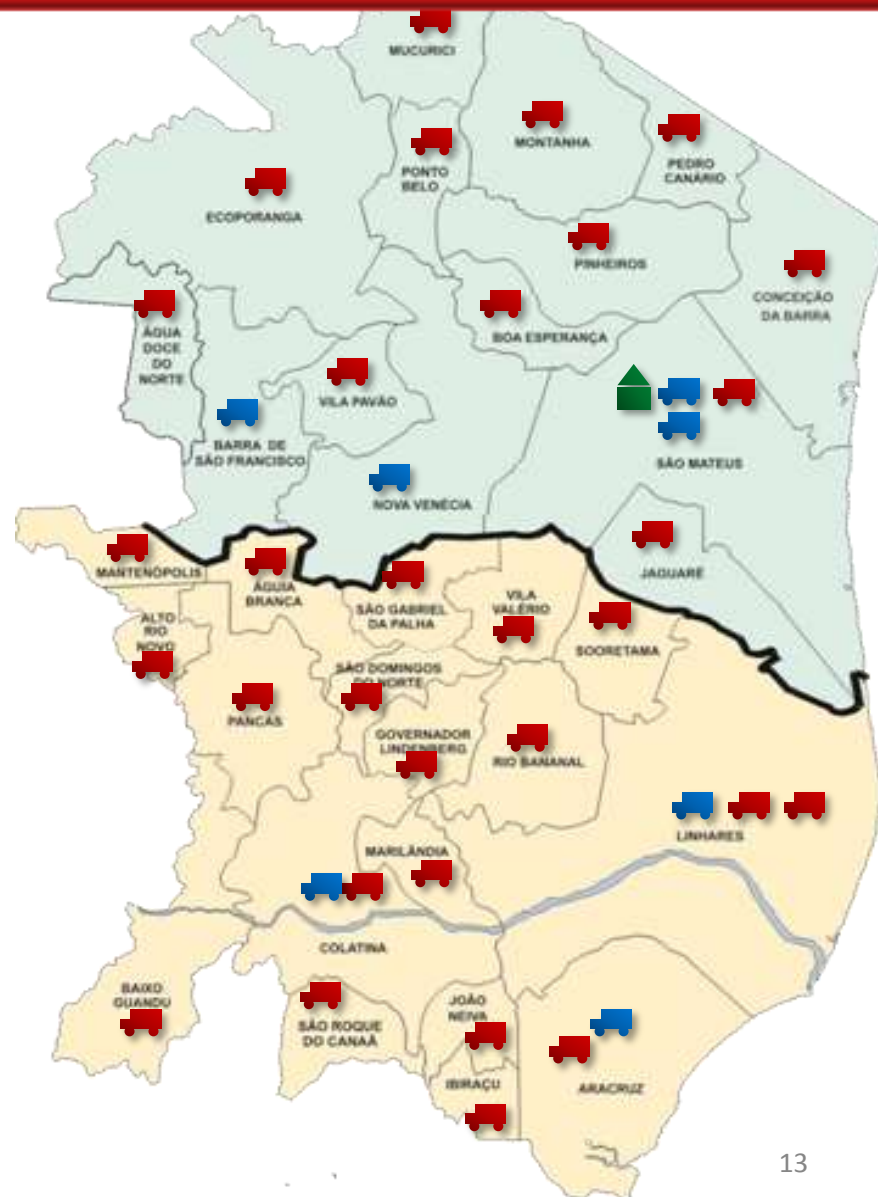 MUCURICI
MONTANHA
PEDRO
CANÁRIO
PONTO
BELO
ECOPORANGA
PINHEIROS
CONCEIÇÃO
DA BARRA
ÁGUA
DOCE
DO
NORTE
BOA ESPERANÇA
VILA PAVÃO
BARRA DE
SÃO FRANCISCO
SÃO MATEUS
NOVA VENÉCIA
MANTENÓPOLIS
ÁGUIA
BRANCA
JAGUARÉ
SÃO GABRIEL
DA PALHA
VILA
VALÉRIO
ALTO
RIO
NOVO
SOORETAMA
SÃO DOMINGOS
DO NORTE
PANCAS
GOVERNADOR
LINDENBERG
RIO BANANAL
LINHARES
MARILÂNDIA
COLATINA
BAIXO
GUANDU
SÃO ROQUE
DO CANAÃ
JOÃO
NEIVA
IBIRAÇU
ARACRUZ
13